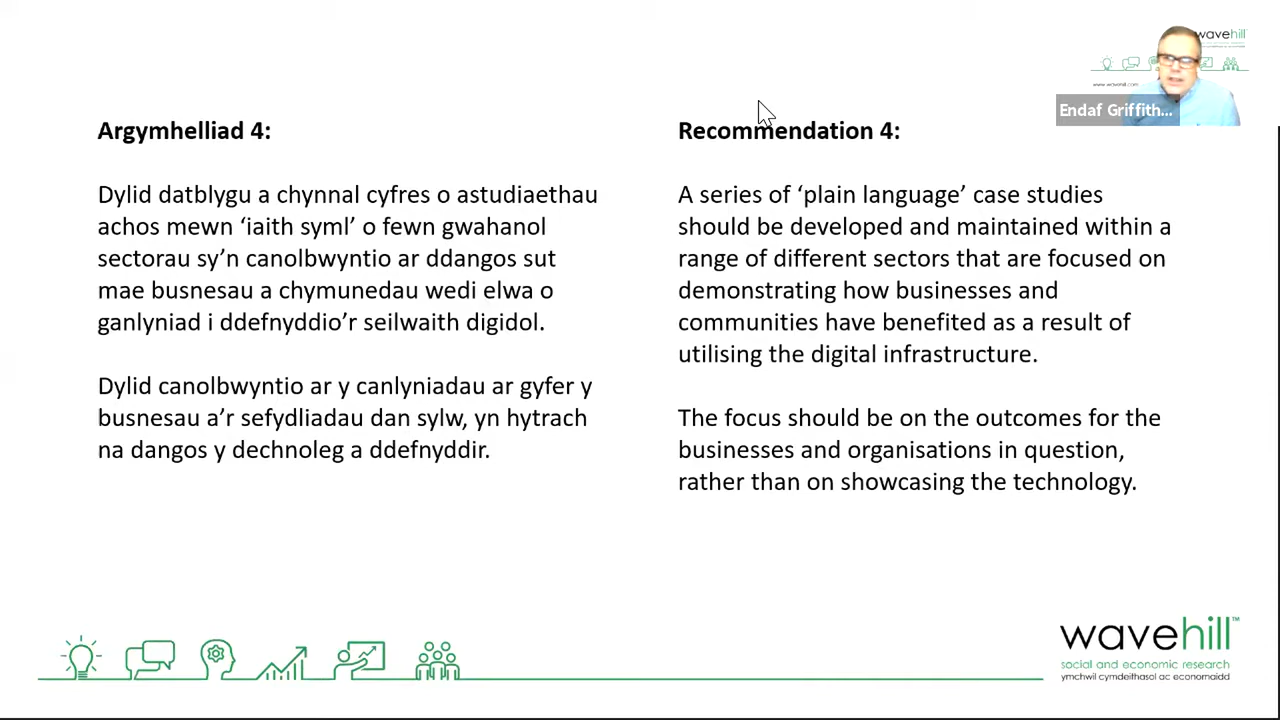 wavehill
www.wavehill.com
Endaf Griffith...
Argymhelliad 4:
Dylid datblygu a chynnal cyfres o astudiaethau
achos mewn ‘iaith syml’ o fewn gwahanol
sectorau sy’n canolbwyntio ar ddangos sut
mae busnesau a chymunedau wedi elwa o
ganlyniad i ddefnyddio’r seilwaith digidol.
Dylid canolbwyntio ar y canlyniadau ar gyfer y
busnesau a’r sefydliadau dan sylw, yn hytrach
na dangos y dechnoleg a ddefnyddir.
Recommendation 4:
A series of ‘plain language’ case studies
should be developed and maintained within a
range of different sectors that are focused on
demonstrating how businesses and
communities have benefited as a result of
utilising the digital infrastructure.
The focus should be on the outcomes for the
businesses and organisations in question,
rather than on showcasing the technology.
wavehill™
social and economic research
ymchwil cymdeithasol ac economaidd